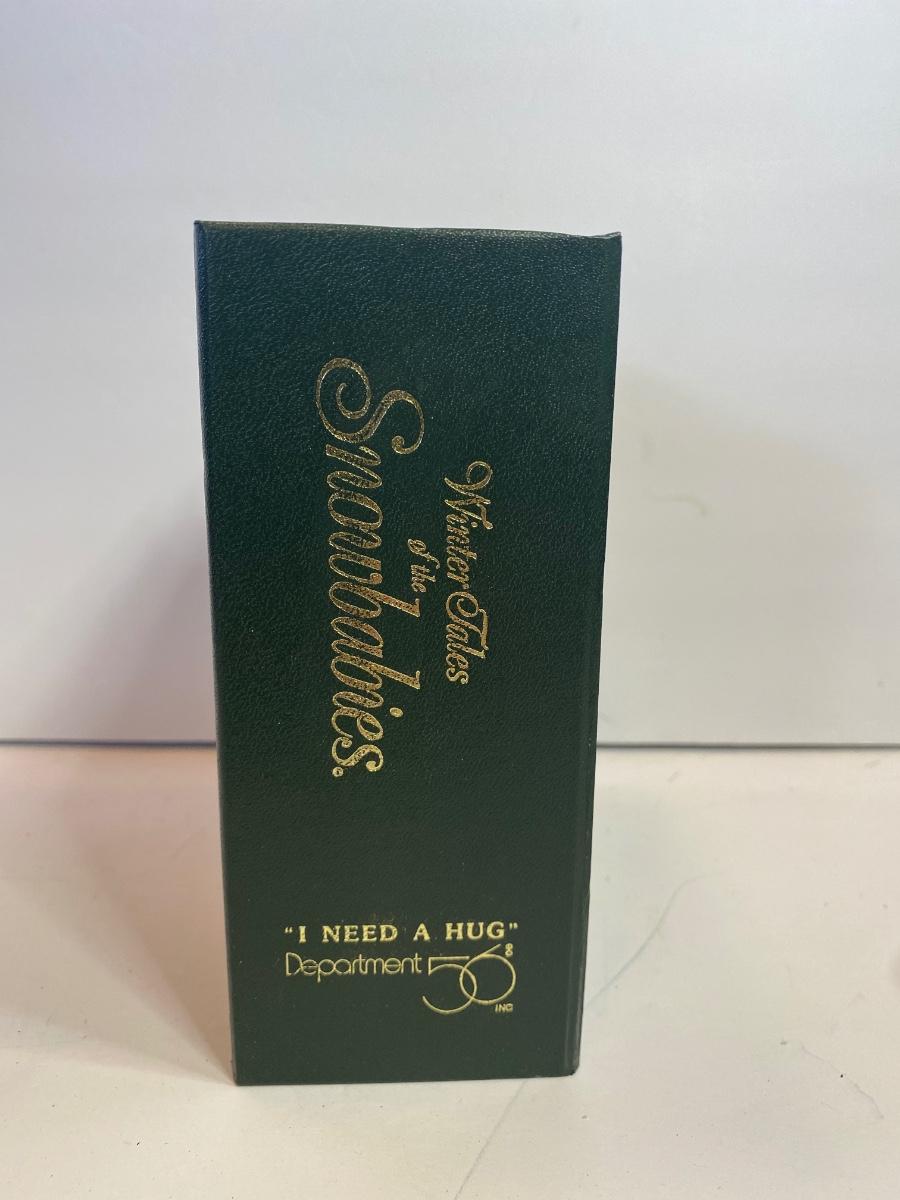 Winter Tales
of the
Snowbabies®
"I NEED A HUG"
Department 56®
INC